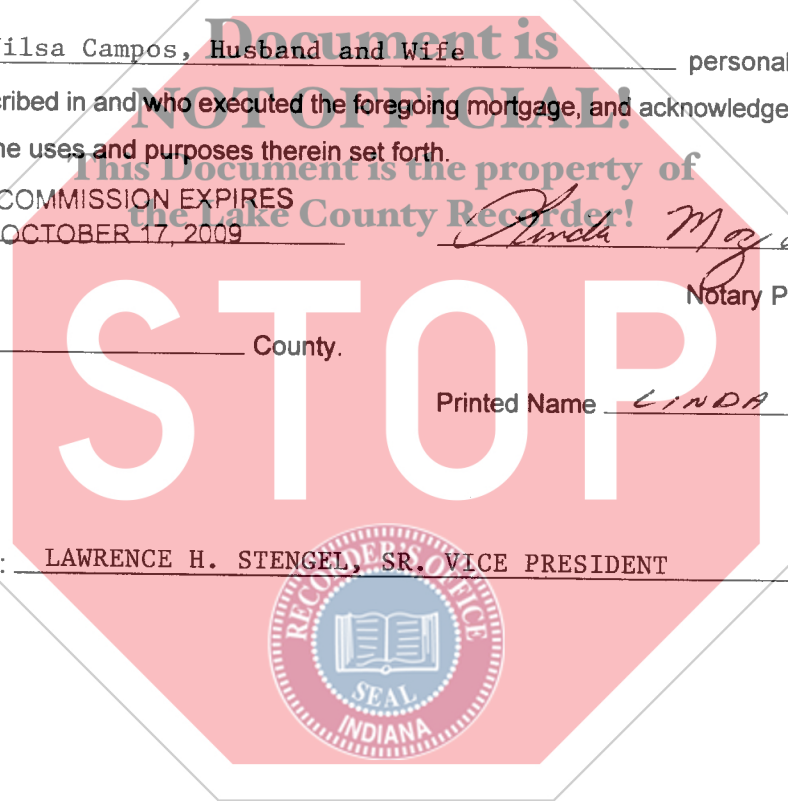 Document is
Campos, Husband and Wife personal
NOT OFFICIAL!
cribed in and who executed the foregoing mortgage, and acknowledge
he uses and purposes therein set forth.
This Document is the property of
COMMISSION EXPIRES
the Lake County Recorder!
OCTOBER 17, 2009
Linda
Notary P
STOP
County.
Printed Name LINDA
: LAWRENCE H. STENGEL, SR. VICE PRESIDENT
RECORDER'S OFFICE
SEAL
INDIANA